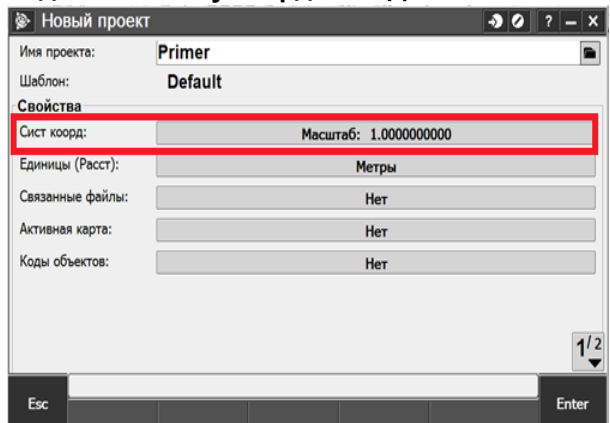 Новый проект ? – x
Имя проекта: Primer
Шаблон: Default
Свойства
Сист коорд: Масштаб: 1.0000000000
Единицы (Расст): Метры
Связанные файлы: Нет
Активная карта: Нет
Коды объектов: Нет
1/2
Esc Enter